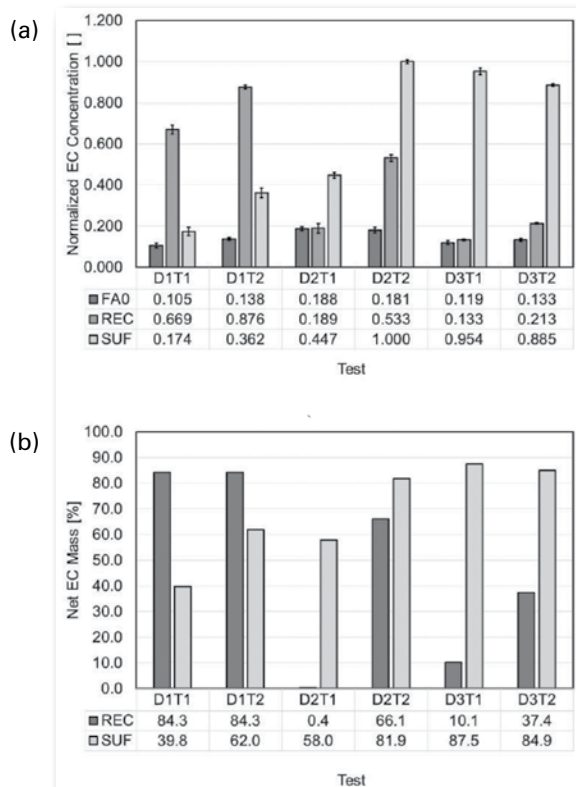 (a)
Normalized EC Concentration [ ]
1.000
0.800
0.600
0.400
0.200
0.000
D1T1 D1T2 D2T1 D2T2 D3T1 D3T2
FA0 0.105 0.138 0.188 0.181 0.119 0.133
REC 0.669 0.876 0.189 0.533 0.133 0.213
SUF 0.174 0.362 0.447 1.000 0.954 0.885
Test
(b)
Net EC Mass [%]
100.0
90.0
80.0
70.0
60.0
50.0
40.0
30.0
20.0
10.0
0.0
D1T1 D1T2 D2T1 D2T2 D3T1 D3T2
REC 84.3 84.3 0.4 66.1 10.1 37.4
SUF 39.8 62.0 58.0 81.9 87.5 84.9
Test